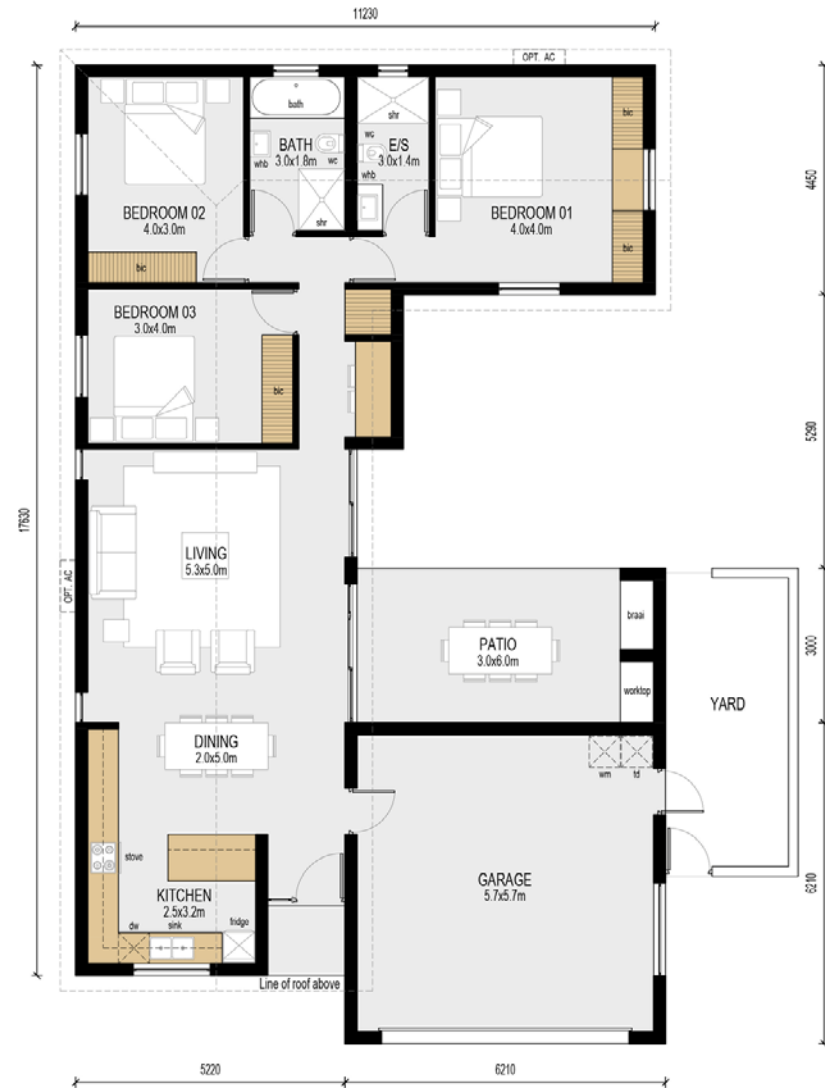 11230
OPT. AC
bath
shr
bic
BATH
3.0x1.8m
whb
wc
wc
E/S
3.0x1.4m
whb
shr
BEDROOM 02
4.0x3.0m
BEDROOM 01
4.0x4.0m
4450
bic
bic
BEDROOM 03
3.0x4.0m
bic
5290
17630
LIVING
5.3x5.0m
OPT. AC
braai
PATIO
3.0x6.0m
3000
worktop
YARD
DINING
2.0x5.0m
wm
td
stove
GARAGE
5.7x5.7m
6210
KITCHEN
2.5x3.2m
dw
sink
fridge
Line of roof above
5220
6210